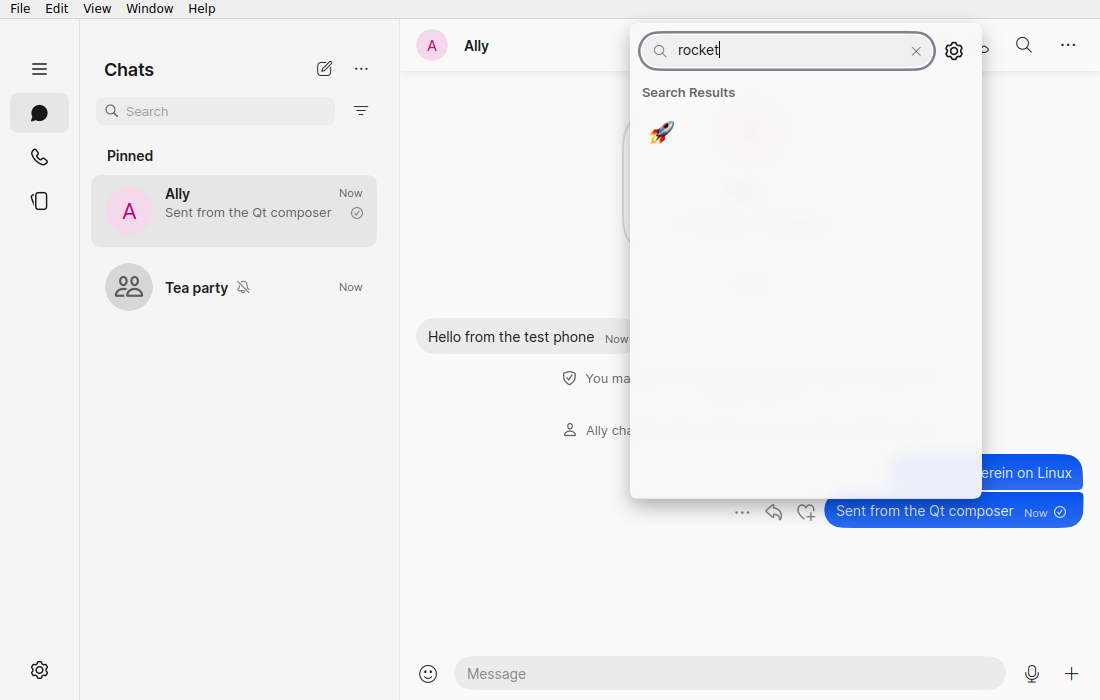 File Edit View Window Help
Chats
Search
Pinned
A
Ally
Now
Sent from the Qt composer
Tea party
Now
A
Ally
rocket
Search Results
🚀
Hello from the test phone Now
You ma
Ally cha
erein on Linux
Sent from the Qt composer Now
Message